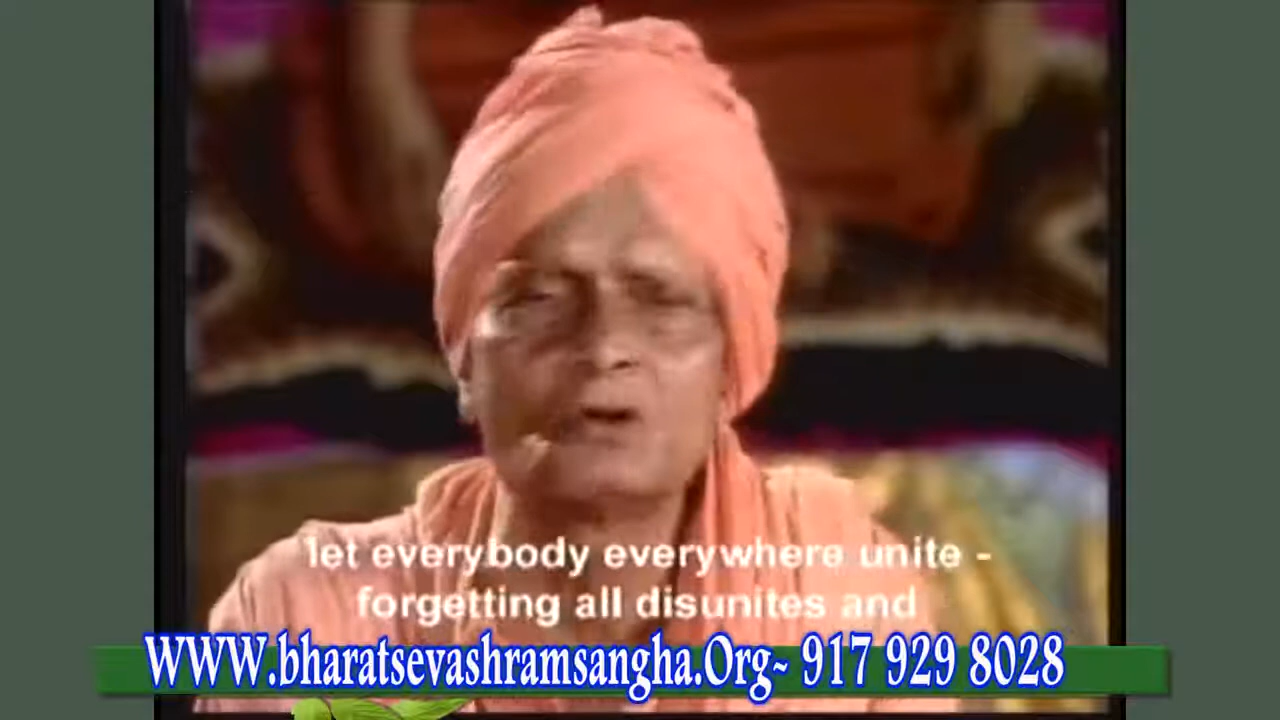 let everybody everywhere unite -
forgetting all disunites and
WWW.bharatsevashramsangha.Org- 917 929 8028